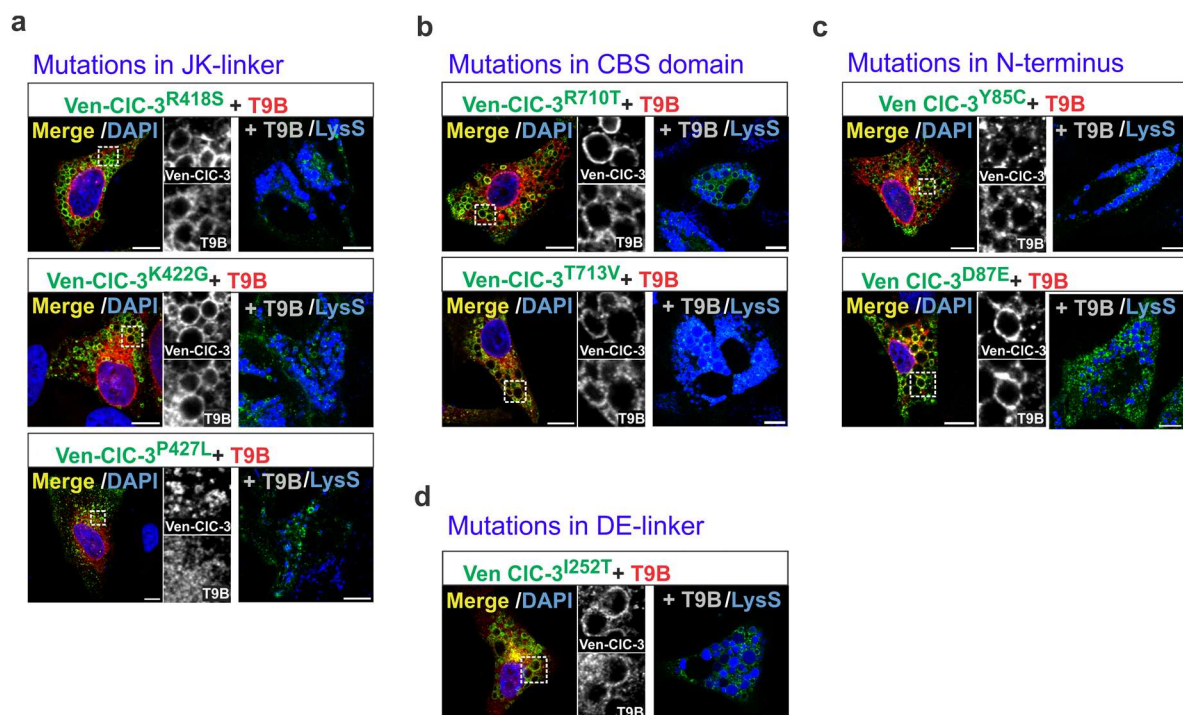 a
Mutations in JK-linker
Ven-ClC-3R418S+ T9B
Merge /DAPI
Ven-ClC-3
T9B
+ T9B/LysS
Ven-ClC-3K422G+ T9B
Merge /DAPI
Ven-ClC-3
T9B
+ T9B/LysS
Ven-ClC-3P427L+ T9B
Merge /DAPI
Ven-ClC-3
T9B
+ T9B/LysS
b
Mutations in CBS domain
Ven-ClC-3R710T+ T9B
Merge /DAPI
Ven-ClC-3
T9B
+ T9B/LysS
Ven-ClC-3T713V+ T9B
Merge /DAPI
Ven-ClC-3
T9B
+ T9B/LysS
c
Mutations in N-terminus
Ven ClC-3Y85C+ T9B
Merge /DAPI
Ven-ClC-3
T9B
+ T9B/LysS
Ven ClC-3D87E+ T9B
Merge /DAPI
Ven-ClC-3
T9B
+ T9B/LysS
d
Mutations in DE-linker
Ven ClC-3I252T+ T9B
Merge /DAPI
Ven-ClC-3
T9B
+ T9B/LysS